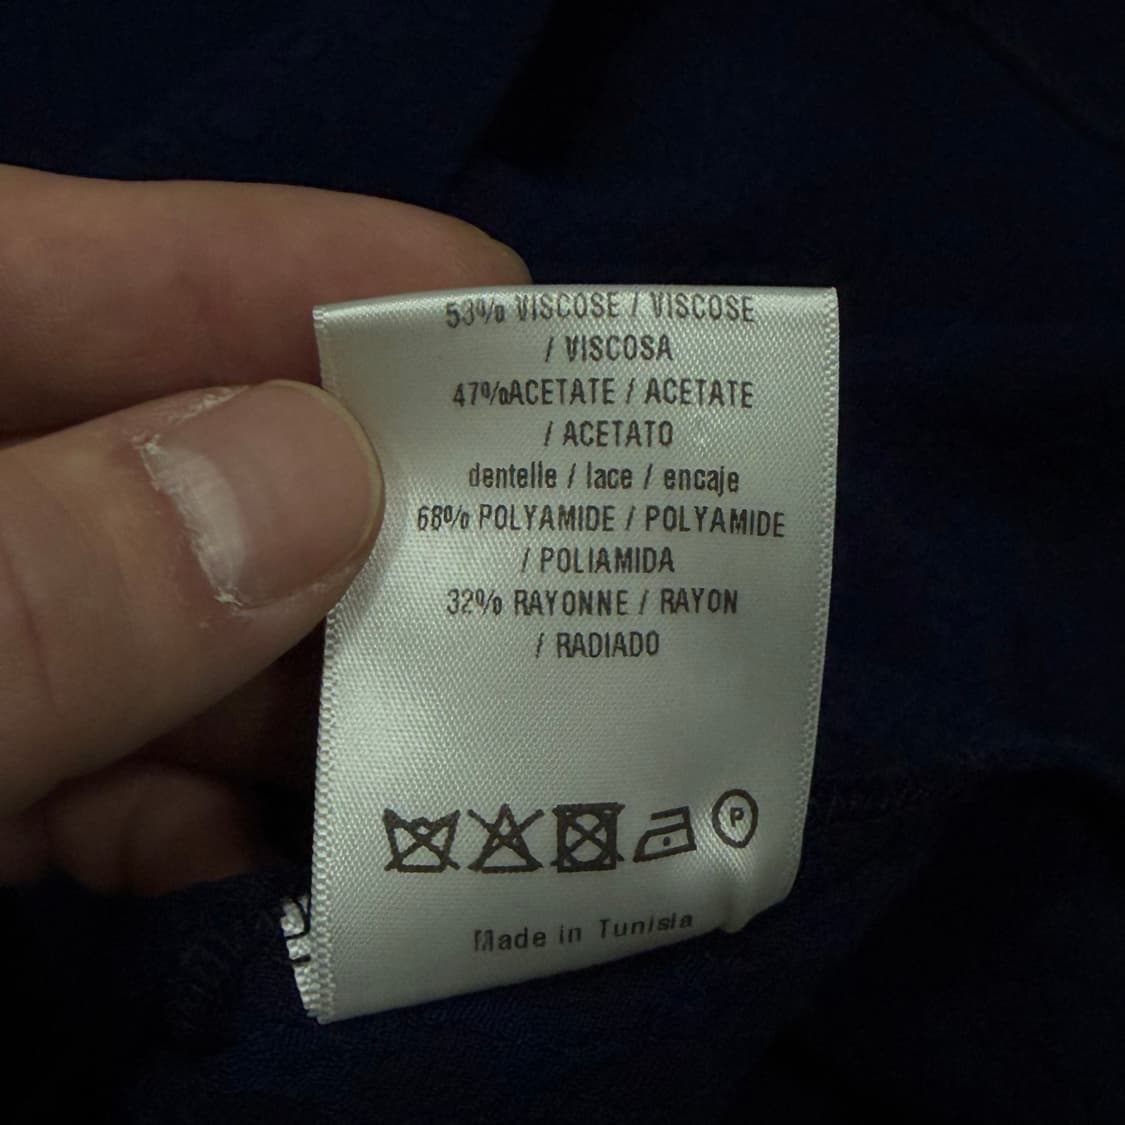 53% VISCOSE / VISCOSE
/ VISCOSA
47%ACETATE / ACETATE
/ ACETATO
dentelle / lace / encaje
68% POLYAMIDE / POLYAMIDE
/ POLIAMIDA
32% RAYONNE / RAYON
/ RADIADO
P
Made in Tunisia